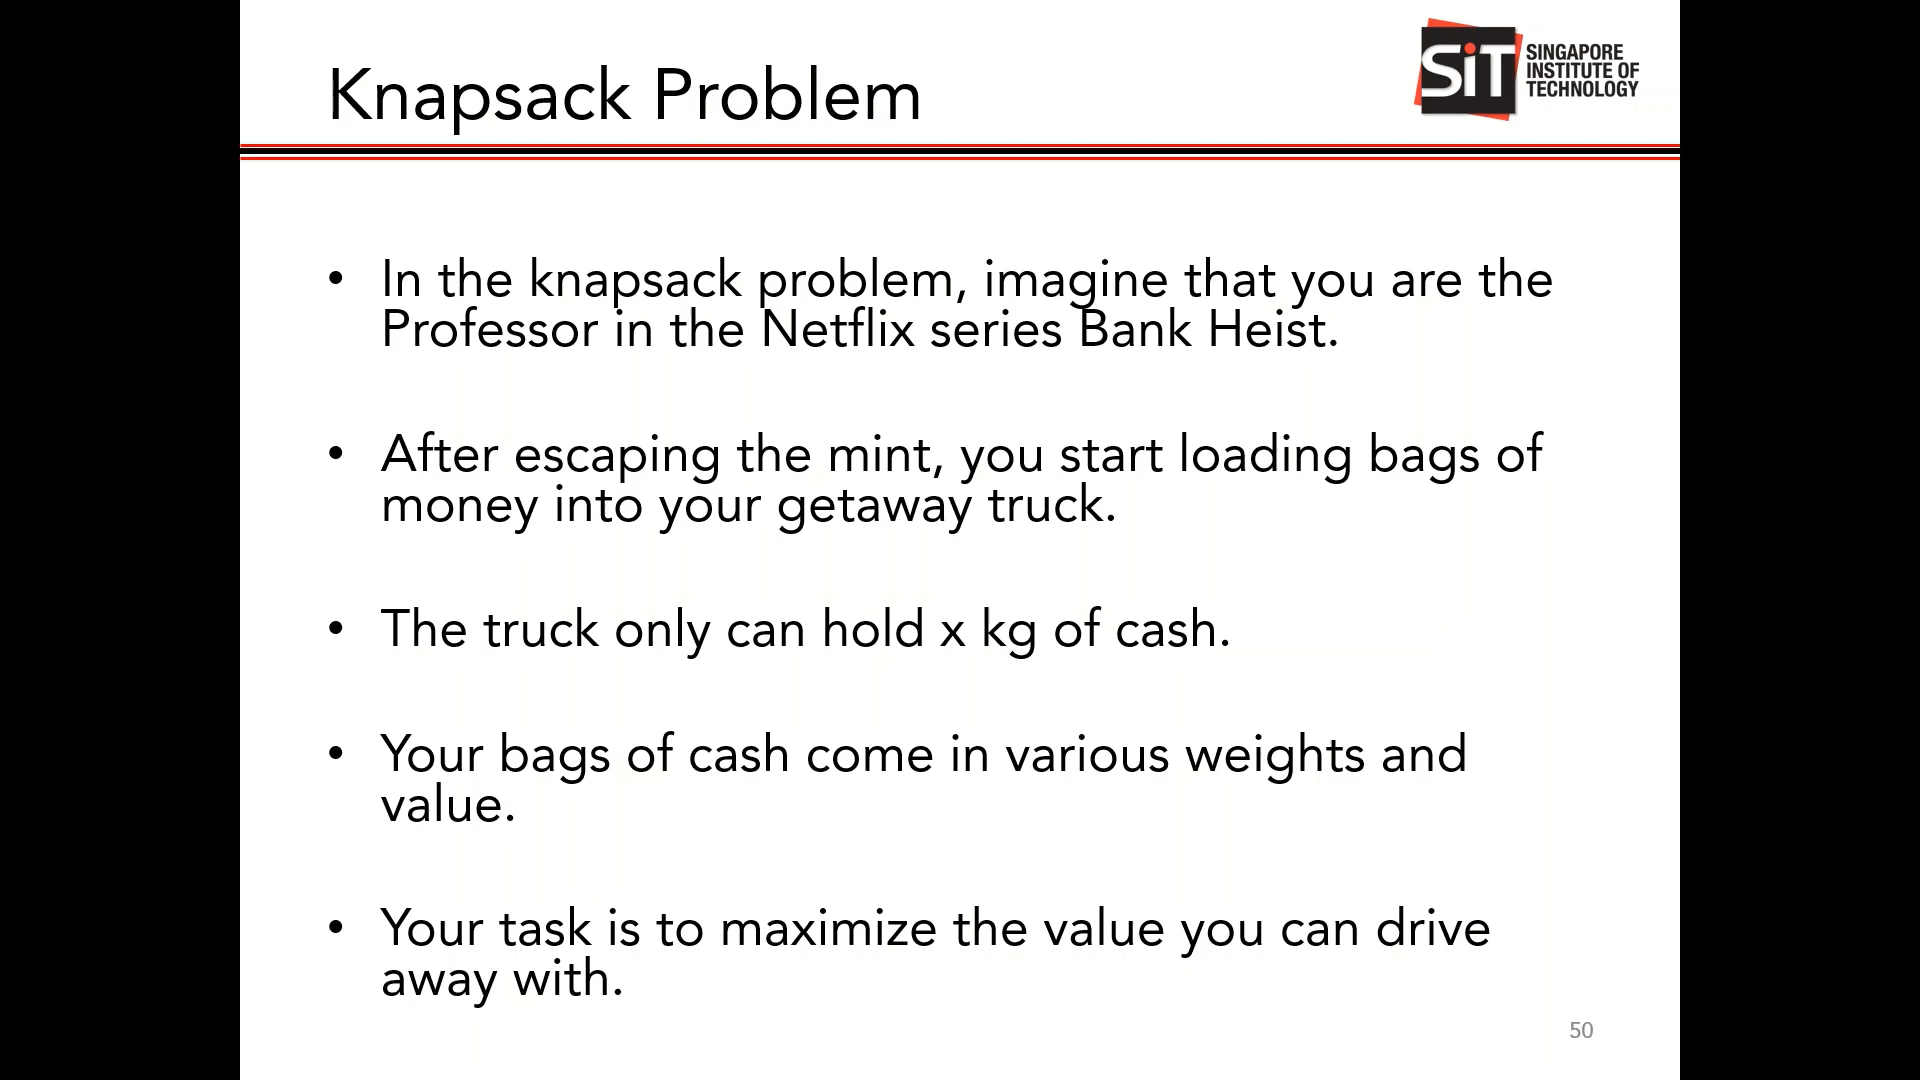 Knapsack Problem
SiT
SINGAPORE
INSTITUTE OF
TECHNOLOGY
• In the knapsack problem, imagine that you are the
Professor in the Netflix series Bank Heist.
• After escaping the mint, you start loading bags of
money into your getaway truck.
• The truck only can hold x kg of cash.
• Your bags of cash come in various weights and
value.
• Your task is to maximize the value you can drive
away with.
50